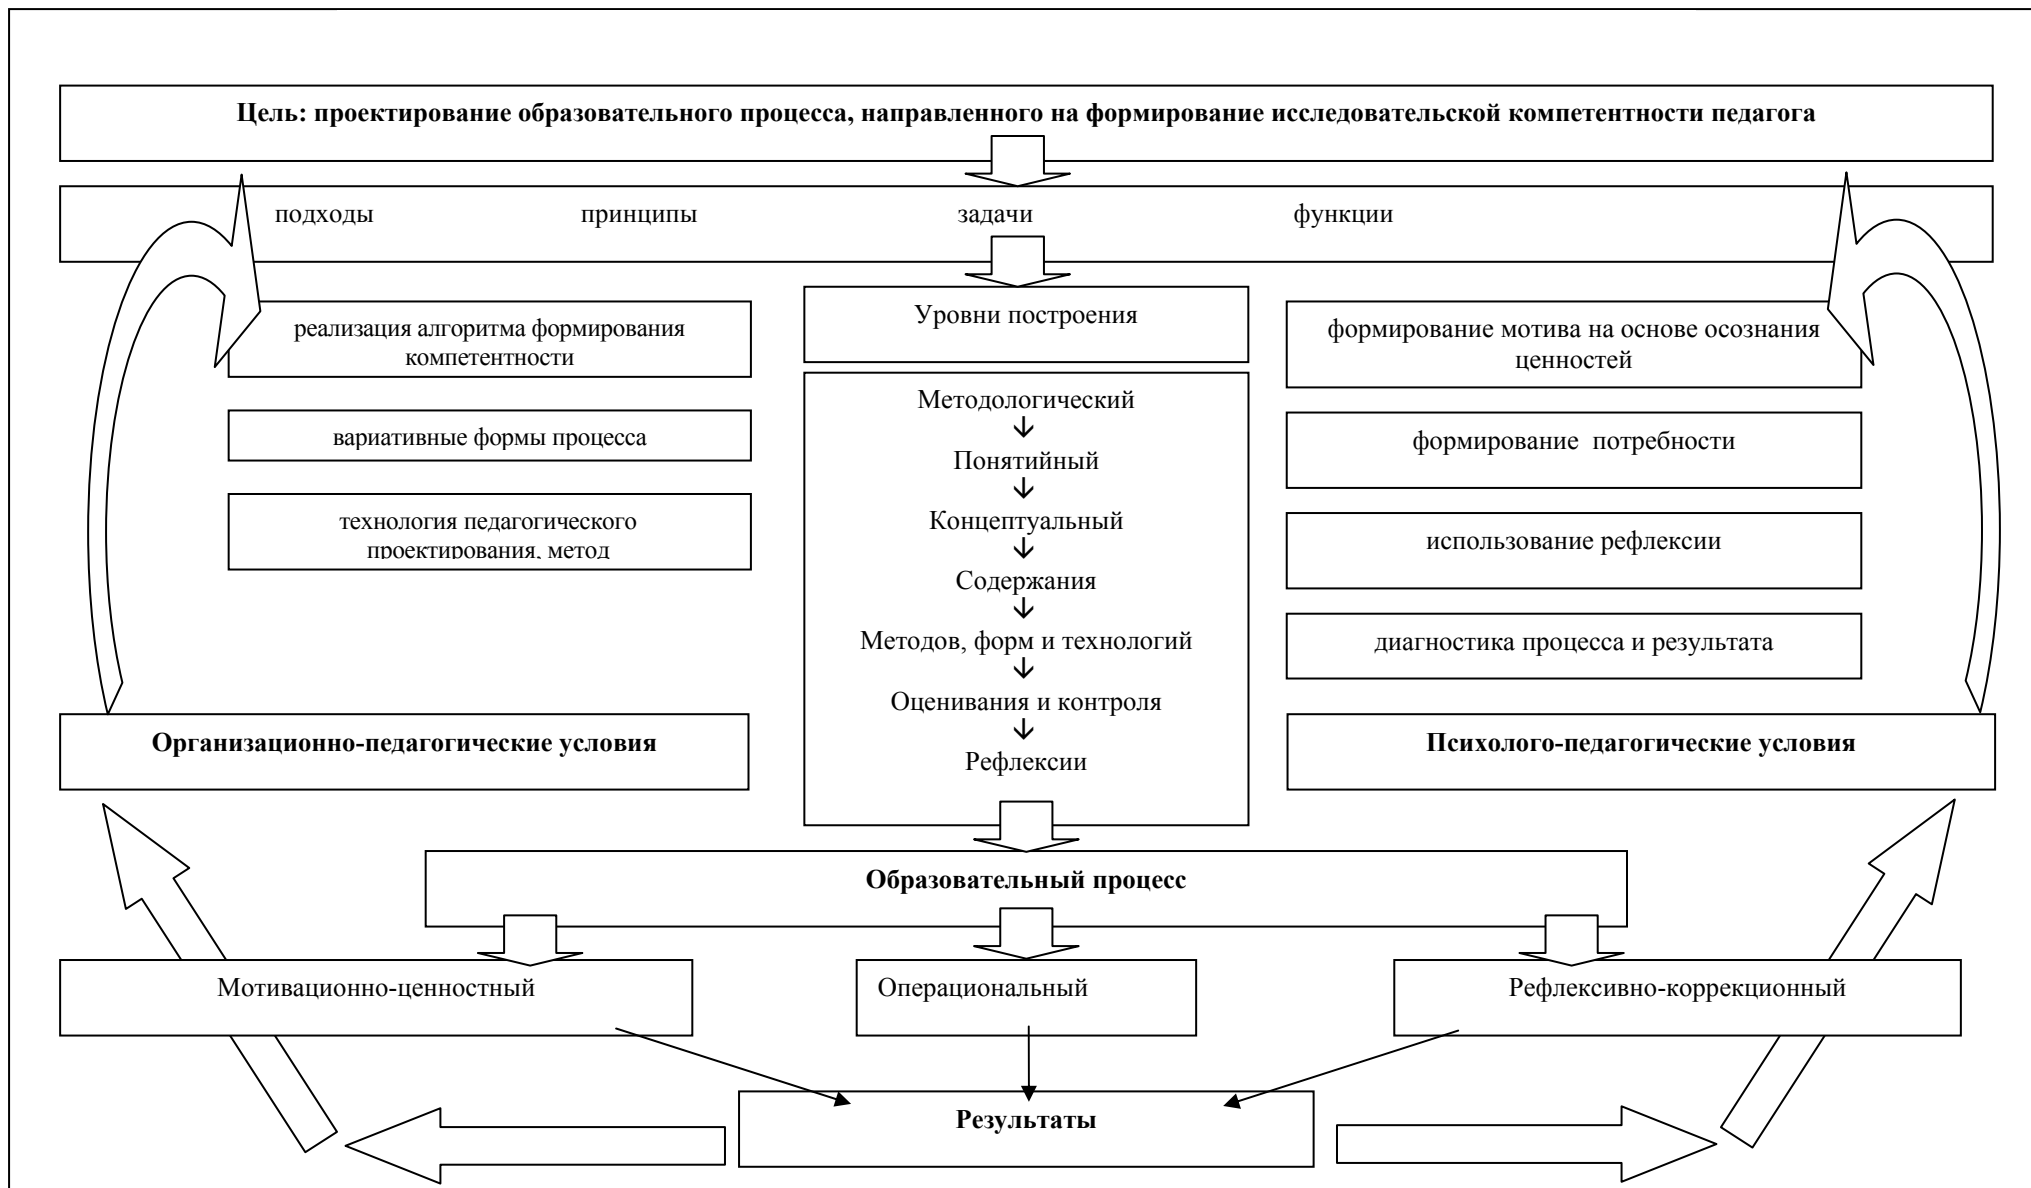 Цель: проектирование образовательного процесса, направленного на формирование исследовательской компетентности педагога
подходы принципы задачи функции
реализация алгоритма формирования
компетентности
вариативные формы процесса
технология педагогического
проектирования, метод
Организационно-педагогические условия
Уровни построения
Методологический
Понятийный
Концептуальный
Содержания
Методов, форм и технологий
Оценивания и контроля
Рефлексии
формирование мотива на основе осознания
ценностей
формирование потребности
использование рефлексии
диагностика процесса и результата
Психолого-педагогические условия
Образовательный процесс
Мотивационно-ценностный
Операциональный
Рефлексивно-коррекционный
Результаты